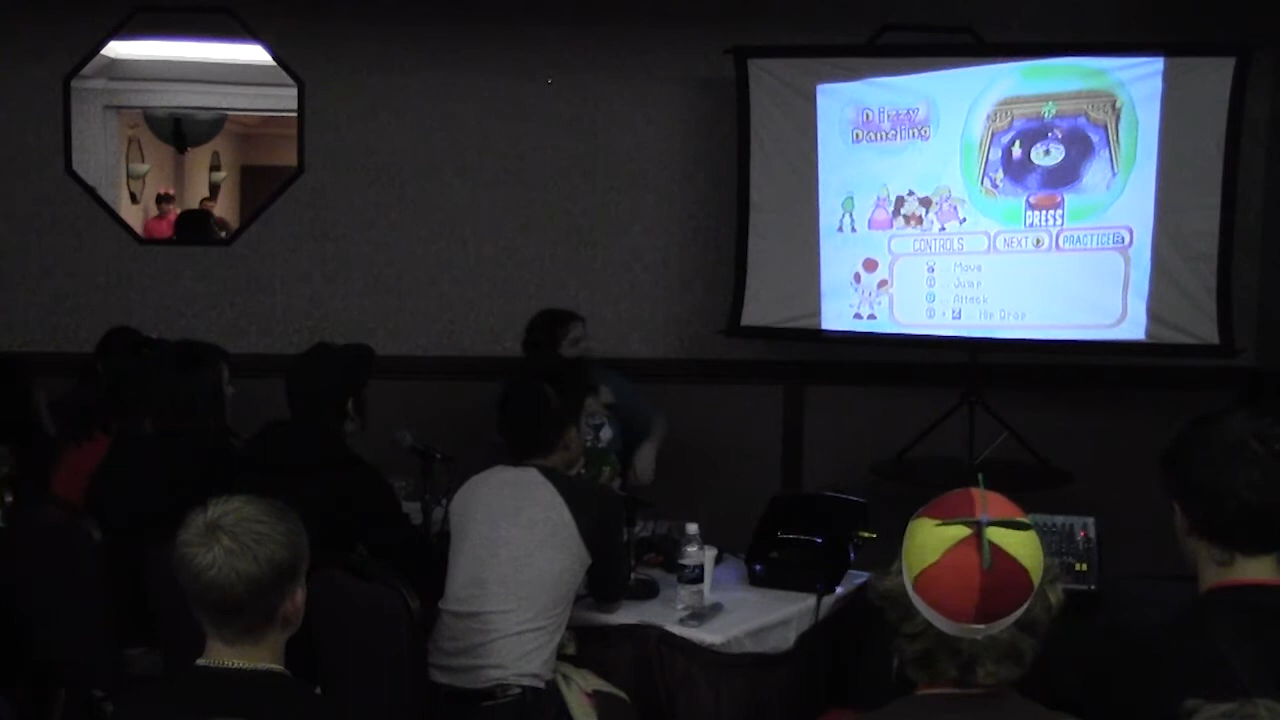 Dizzy
Dancing
PRESS
CONTROLS NEXT PRACTICE R
... Move
... Jump
... Attack
... Hip Drop